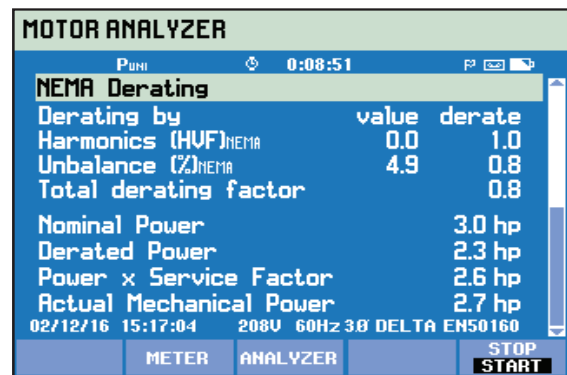 MOTOR ANALYZER
PUNI 0:08:51
NEMA Derating
Derating by value derate
Harmonics (HVF)NEMA 0.0 1.0
Unbalance (%)NEMA 4.9 0.8
Total derating factor 0.8
Nominal Power 3.0 hp
Derated Power 2.3 hp
Power x Service Factor 2.6 hp
Actual Mechanical Power 2.7 hp
02/12/16 15:17:04 208V 60Hz 3Ø DELTA EN50160
METER ANALYZER STOP
START